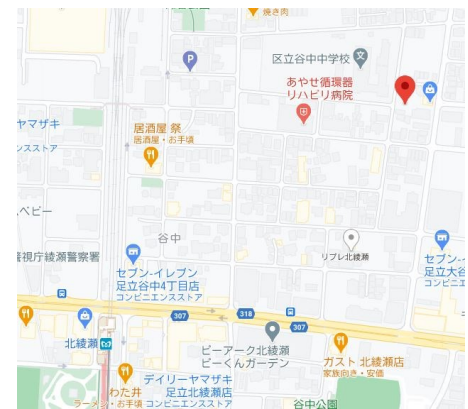 焼き肉
区立谷中中学校
あやせ循環器
リハビリ病院
ヤマザキ
ンスストア
居酒屋 祭
居酒屋・お手頃
ベビー
谷中
リブレ北綾瀬
警視庁綾瀬警察署
セブン-イレブン
足立谷中4丁目店
コンビニエンスストア
セブン-イ
足立大谷
コンビニエ
307
318
307
北綾瀬
ビーアーク北綾瀬
ビーくんガーデン
ガスト 北綾瀬店
家族向き・安価
わた井
ラーメン・お手頃
デイリーヤマザキ
足立北綾瀬店
コンビニエンスストア
谷中公園